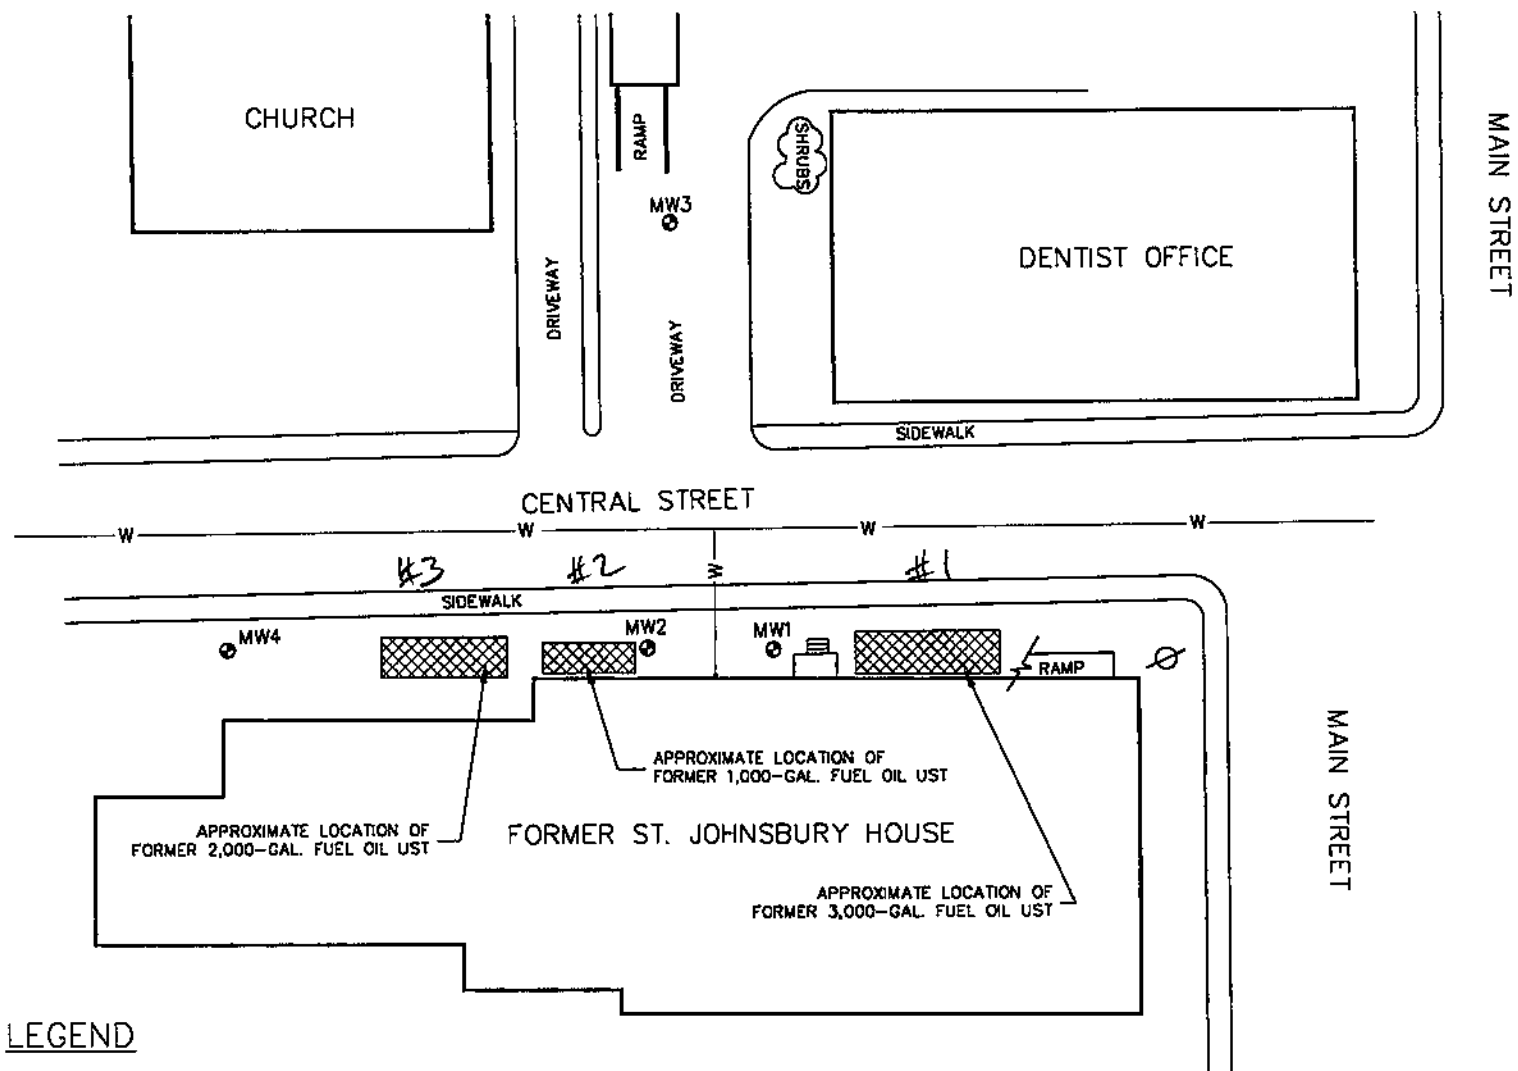 CHURCH
RAMP
SHRUBS
MAIN STREET
MW3
DENTIST OFFICE
DRIVEWAY
DRIVEWAY
SIDEWALK
CENTRAL STREET
W
W
W
W
W
#3
#2
#1
SIDEWALK
MW4
MW2
MW1
RAMP
MAIN STREET
APPROXIMATE LOCATION OF
FORMER 1,000-GAL. FUEL OIL UST
APPROXIMATE LOCATION OF
FORMER 2,000-GAL. FUEL OIL UST
FORMER ST. JOHNSBURY HOUSE
APPROXIMATE LOCATION OF
FORMER 3,000-GAL. FUEL OIL UST
LEGEND